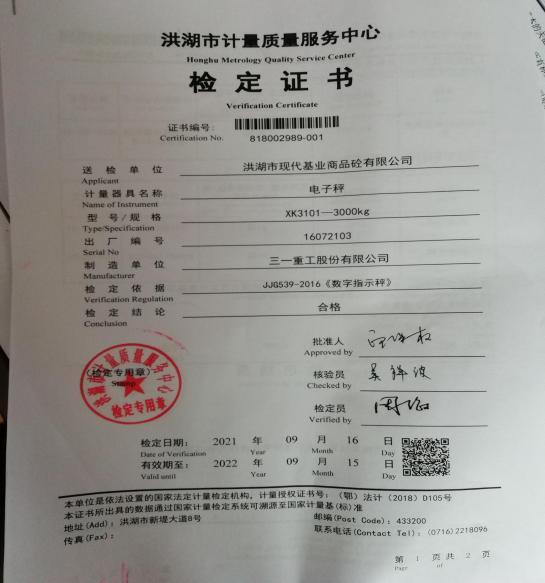 洪湖市计量质量服务中心
Honghu Metrology Quality Service Center
检定证书
Verification Certificate
证书编号:
Certification No. 818002989-001
送检单位 洪湖市现代基业商品砼有限公司
Applicant
计量器具名称 电子秤
Name of Instrument
型号/规格 XK3101—3000kg
Type/Specification
出厂编号 16072103
Serial No
制造单位 三一重工股份有限公司
Manufacturer
检定依据 JJG539-2016《数字指示秤》
Verification Regulation
检定结论 合格
Conclusion
批准人
Approved by
(检定专用章)
Stamp
洪湖市计量质量服务中心
检定专用章
核验员
Checked by
检定员
Verified by
检定日期: 2021 年 09 月 16 日
Date of Verification Year Month Day
有效期至: 2022 年 09 月 15 日
Valid until Year Month Day
本单位是依法设置的国家法定计量检定机构，计量授权证书号:(鄂)法计(2018)D105号
本证书所出具的数据通过国家计量检定系统可溯源至国家计量基(标)准
地址(Add): 洪湖市新堤大道8号 邮编(Post Code): 433200
传真(Fax): 联系电话(Contact Tel): (0716)2218096
第 1 页 共 2 页
Page of